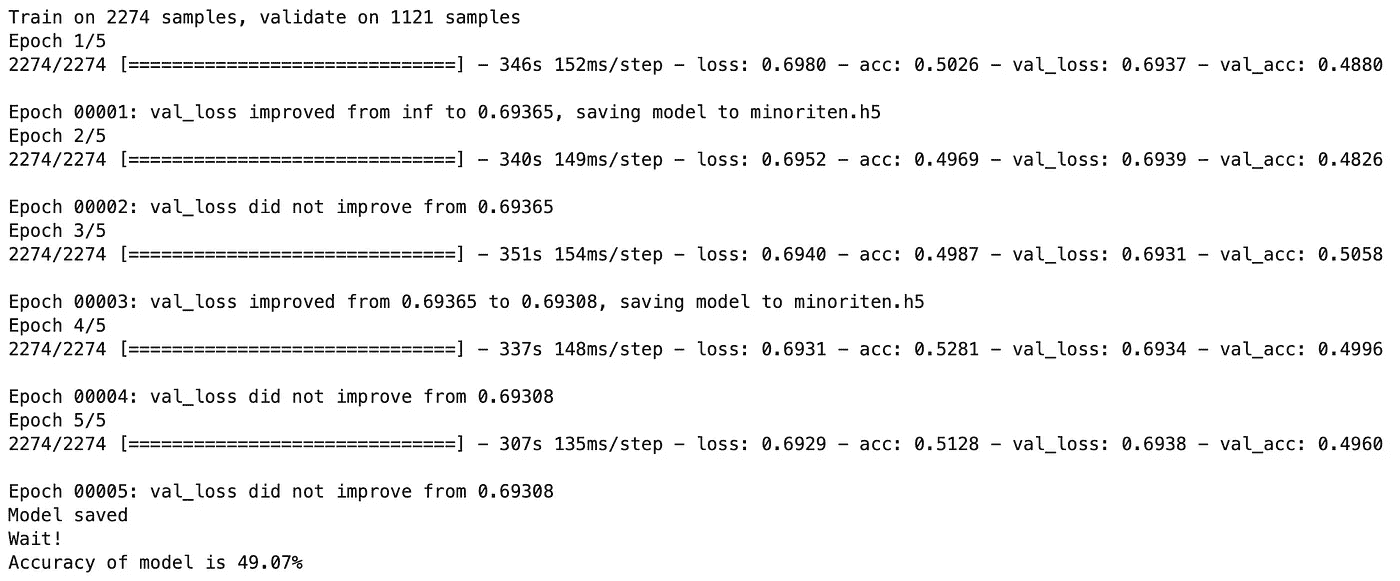 Train on 2274 samples, validate on 1121 samples
Epoch 1/5
2274/2274 [==============================] - 346s 152ms/step - loss: 0.6980 - acc: 0.5026 - val_loss: 0.6937 - val_acc: 0.4880
Epoch 00001: val_loss improved from inf to 0.69365, saving model to minoriten.h5
Epoch 2/5
2274/2274 [==============================] - 340s 149ms/step - loss: 0.6952 - acc: 0.4969 - val_loss: 0.6939 - val_acc: 0.4826
Epoch 00002: val_loss did not improve from 0.69365
Epoch 3/5
2274/2274 [==============================] - 351s 154ms/step - loss: 0.6940 - acc: 0.4987 - val_loss: 0.6931 - val_acc: 0.5058
Epoch 00003: val_loss improved from 0.69365 to 0.69308, saving model to minoriten.h5
Epoch 4/5
2274/2274 [==============================] - 337s 148ms/step - loss: 0.6931 - acc: 0.5281 - val_loss: 0.6934 - val_acc: 0.4996
Epoch 00004: val_loss did not improve from 0.69308
Epoch 5/5
2274/2274 [==============================] - 307s 135ms/step - loss: 0.6929 - acc: 0.5128 - val_loss: 0.6938 - val_acc: 0.4960
Epoch 00005: val_loss did not improve from 0.69308
Model saved
Wait!
Accuracy of model is 49.07%